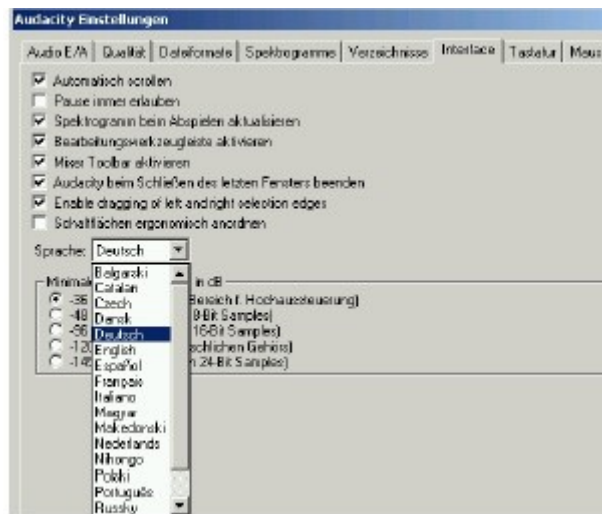 Audacity Einstellungen
Audio E/A Qualität Dateiformate Spektrogramme Verzeichnisse Interface Tastatur Maus
Automatisch scrollen
Pause immer erlauben
Spektrogramm beim Abspielen aktualisieren
Bearbeitungswerkzeugleiste aktivieren
Mixer Toolbar aktivieren
Audacity beim Schließen des letzten Fensters beenden
Enable dragging of left and right selection edges
Schaltflächen ergonomisch anordnen
Sprache: Deutsch
Balgarski
Catalan
Czech
Dansk
Deutsch
English
Español
Français
Italiano
Magyar
Makedonski
Nederlands
Nihongo
Polski
Português
Russky
Minimal in dB
-36 Bereich f. Hochaussteuerung)
-48 8-Bit Samples)
-96 16-Bit Samples)
-120 schlichen Gehörs)
-145 n 24-Bit Samples)